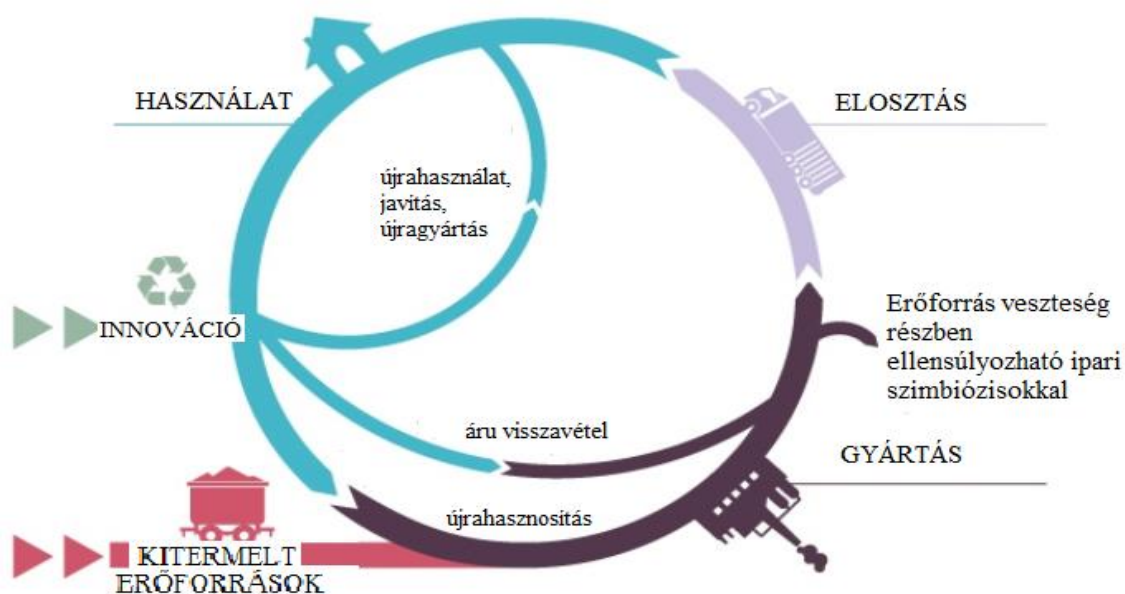 HASZNÁLAT
ELOSZTÁS
újrahasználat,
javítás,
újragyártás
INNOVÁCIÓ
Erőforrás veszteség
részben
ellensúlyozható ipari
szimbiózisokkal
áru visszavétel
GYÁRTÁS
újrahasznosítás
KITERMELT
ERŐFORRÁSOK